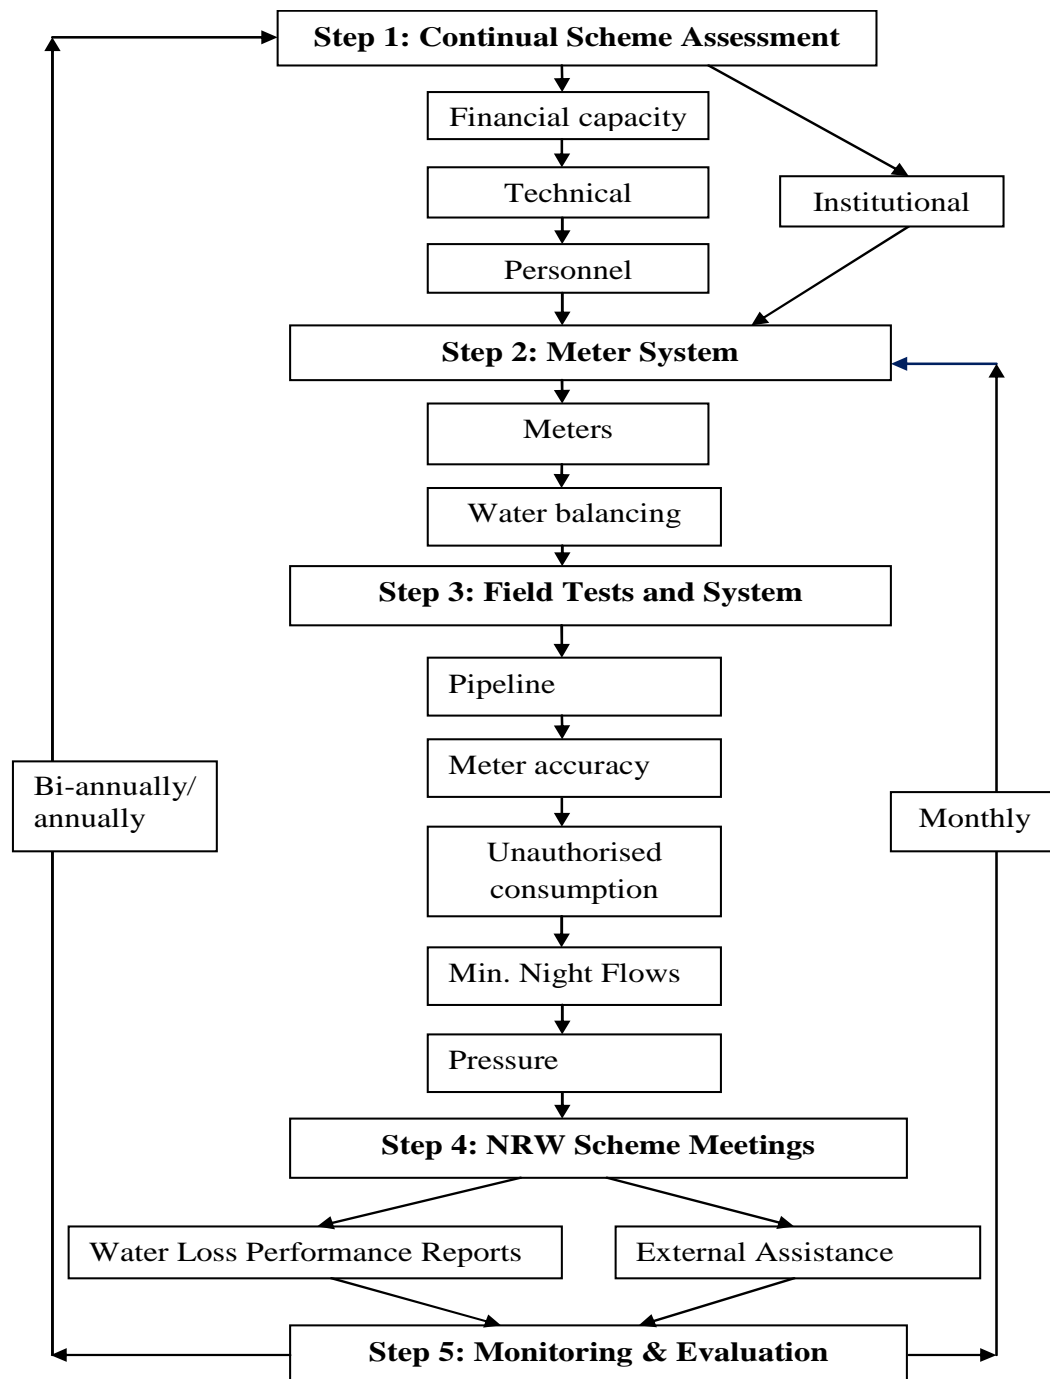 Step 1: Continual Scheme Assessment
Financial capacity
Technical
Institutional
Personnel
Step 2: Meter System
Meters
Water balancing
Step 3: Field Tests and System
Pipeline
Meter accuracy
Bi-annually/
annually
Monthly
Unauthorised
consumption
Min. Night Flows
Pressure
Step 4: NRW Scheme Meetings
Water Loss Performance Reports
External Assistance
Step 5: Monitoring & Evaluation